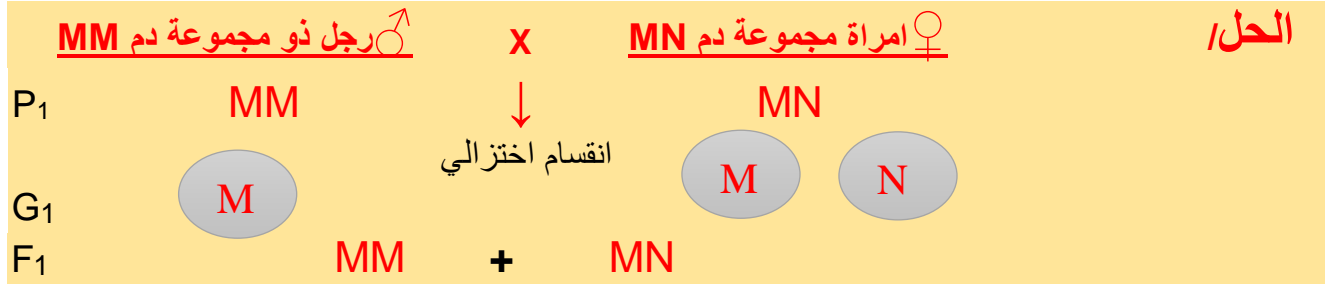 الحل/
♂رجل ذو مجموعة دم MM x ♀امراة مجموعة دم MN
P1 MM ↓ MN
انقسام اختزالي
G1 M M N
F1 MM + MN